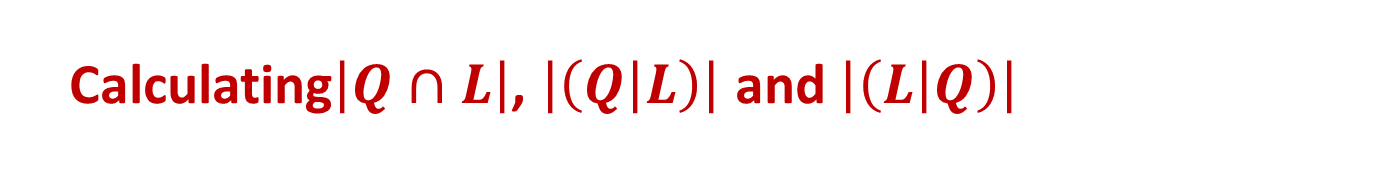 Calculating|Q ∩ L|, |(Q|L)| and |(L|Q)|